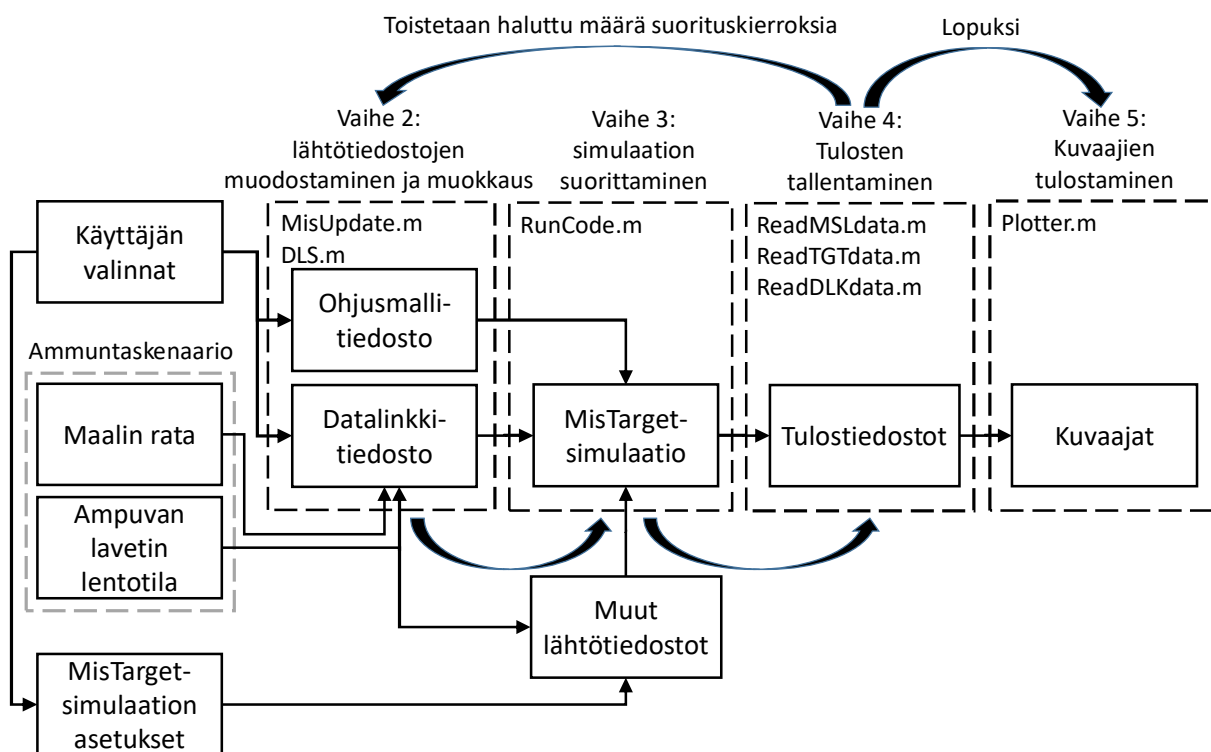 Toistetaan haluttu määrä suorituskierroksia
Lopuksi
Vaihe 2:
lähtötiedostojen
muodostaminen ja muokkaus
Vaihe 3:
simulaation
suorittaminen
Vaihe 4:
Tulosten
tallentaminen
Vaihe 5:
Kuvaajien
tulostaminen
Käyttäjän
valinnat
MisUpdate.m
DLS.m
RunCode.m
ReadMSLdata.m
ReadTGTdata.m
ReadDLKdata.m
Plotter.m
Ohjusmalli-
tiedosto
Ammuntaskenaario
Maalin rata
Datalinkki-
tiedosto
MisTarget-
simulaatio
Tulostiedostot
Kuvaajat
Ampuvan
lavetin
lentotila
Muut
lähtötiedostot
MisTarget-
simulaation
asetukset